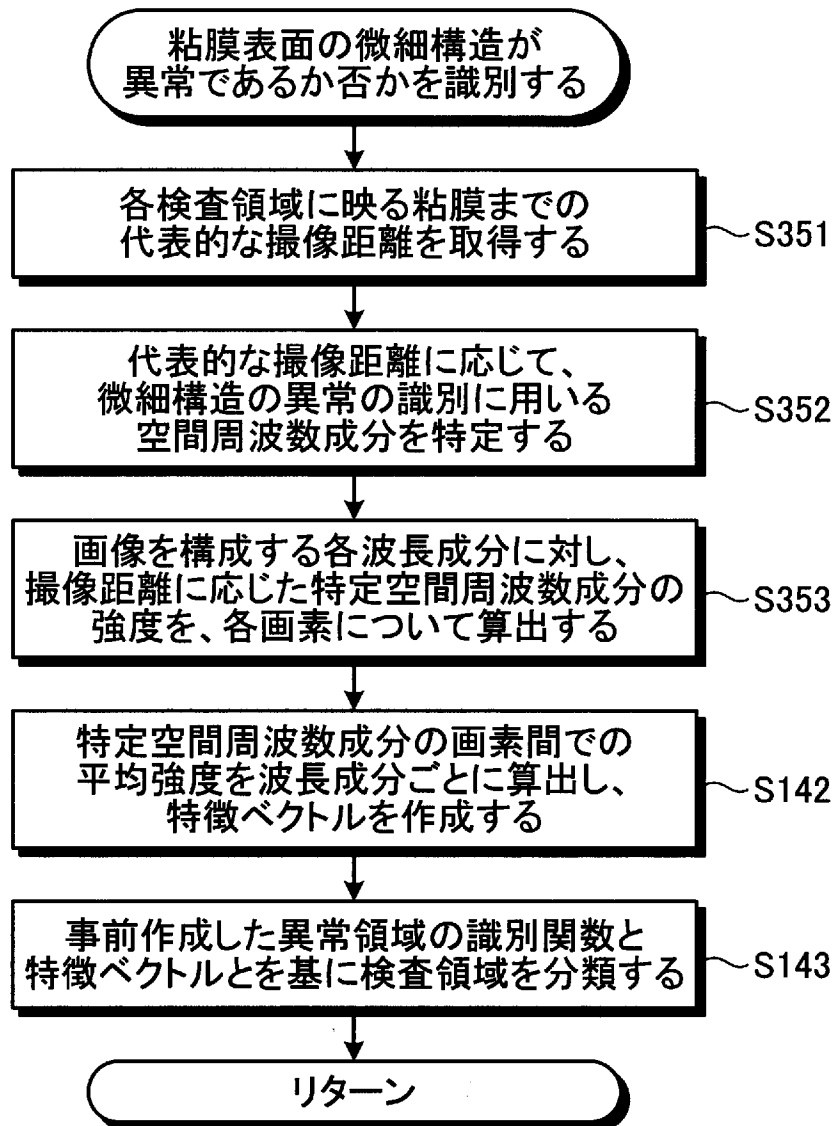 粘膜表面の微細構造が
異常であるか否かを識別する
各検査領域に映る粘膜までの
代表的な撮像距離を取得する
S351
代表的な撮像距離に応じて、
微細構造の異常の識別に用いる
空間周波数成分を特定する
S352
画像を構成する各波長成分に対し、
撮像距離に応じた特定空間周波数成分の
強度を、各画素について算出する
S353
特定空間周波数成分の画素間での
平均強度を波長成分ごとに算出し、
特徴ベクトルを作成する
S142
事前作成した異常領域の識別関数と
特徴ベクトルとを基に検査領域を分類する
S143
リターン